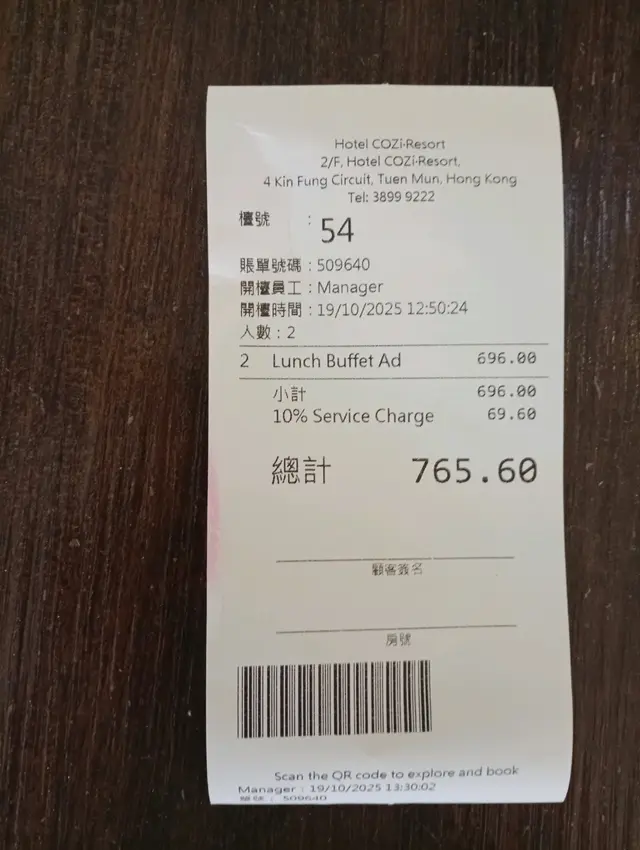 Hotel COZi·Resort
2/F, Hotel COZi·Resort,
4 Kin Fung Circuit, Tuen Mun, Hong Kong
Tel: 3899 9222
檯號 : 54
賬單號碼 : 509640
開檯員工 : Manager
開檯時間 : 19/10/2025 12:50:24
人數 : 2
2 Lunch Buffet Ad 696.00
小計 696.00
10% Service Charge 69.60
總計 765.60
顧客簽名
房號
Scan the QR code to explore and book
Manager : 19/10/2025 13:30:02
單號 : 509640